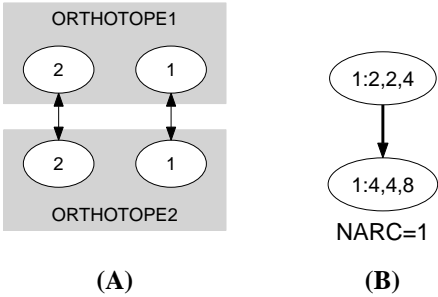 ORTHOTOPE1
2 1
2 1
ORTHOTOPE2
(A)
1:2,2,4
1:4,4,8
NARC=1
(B)